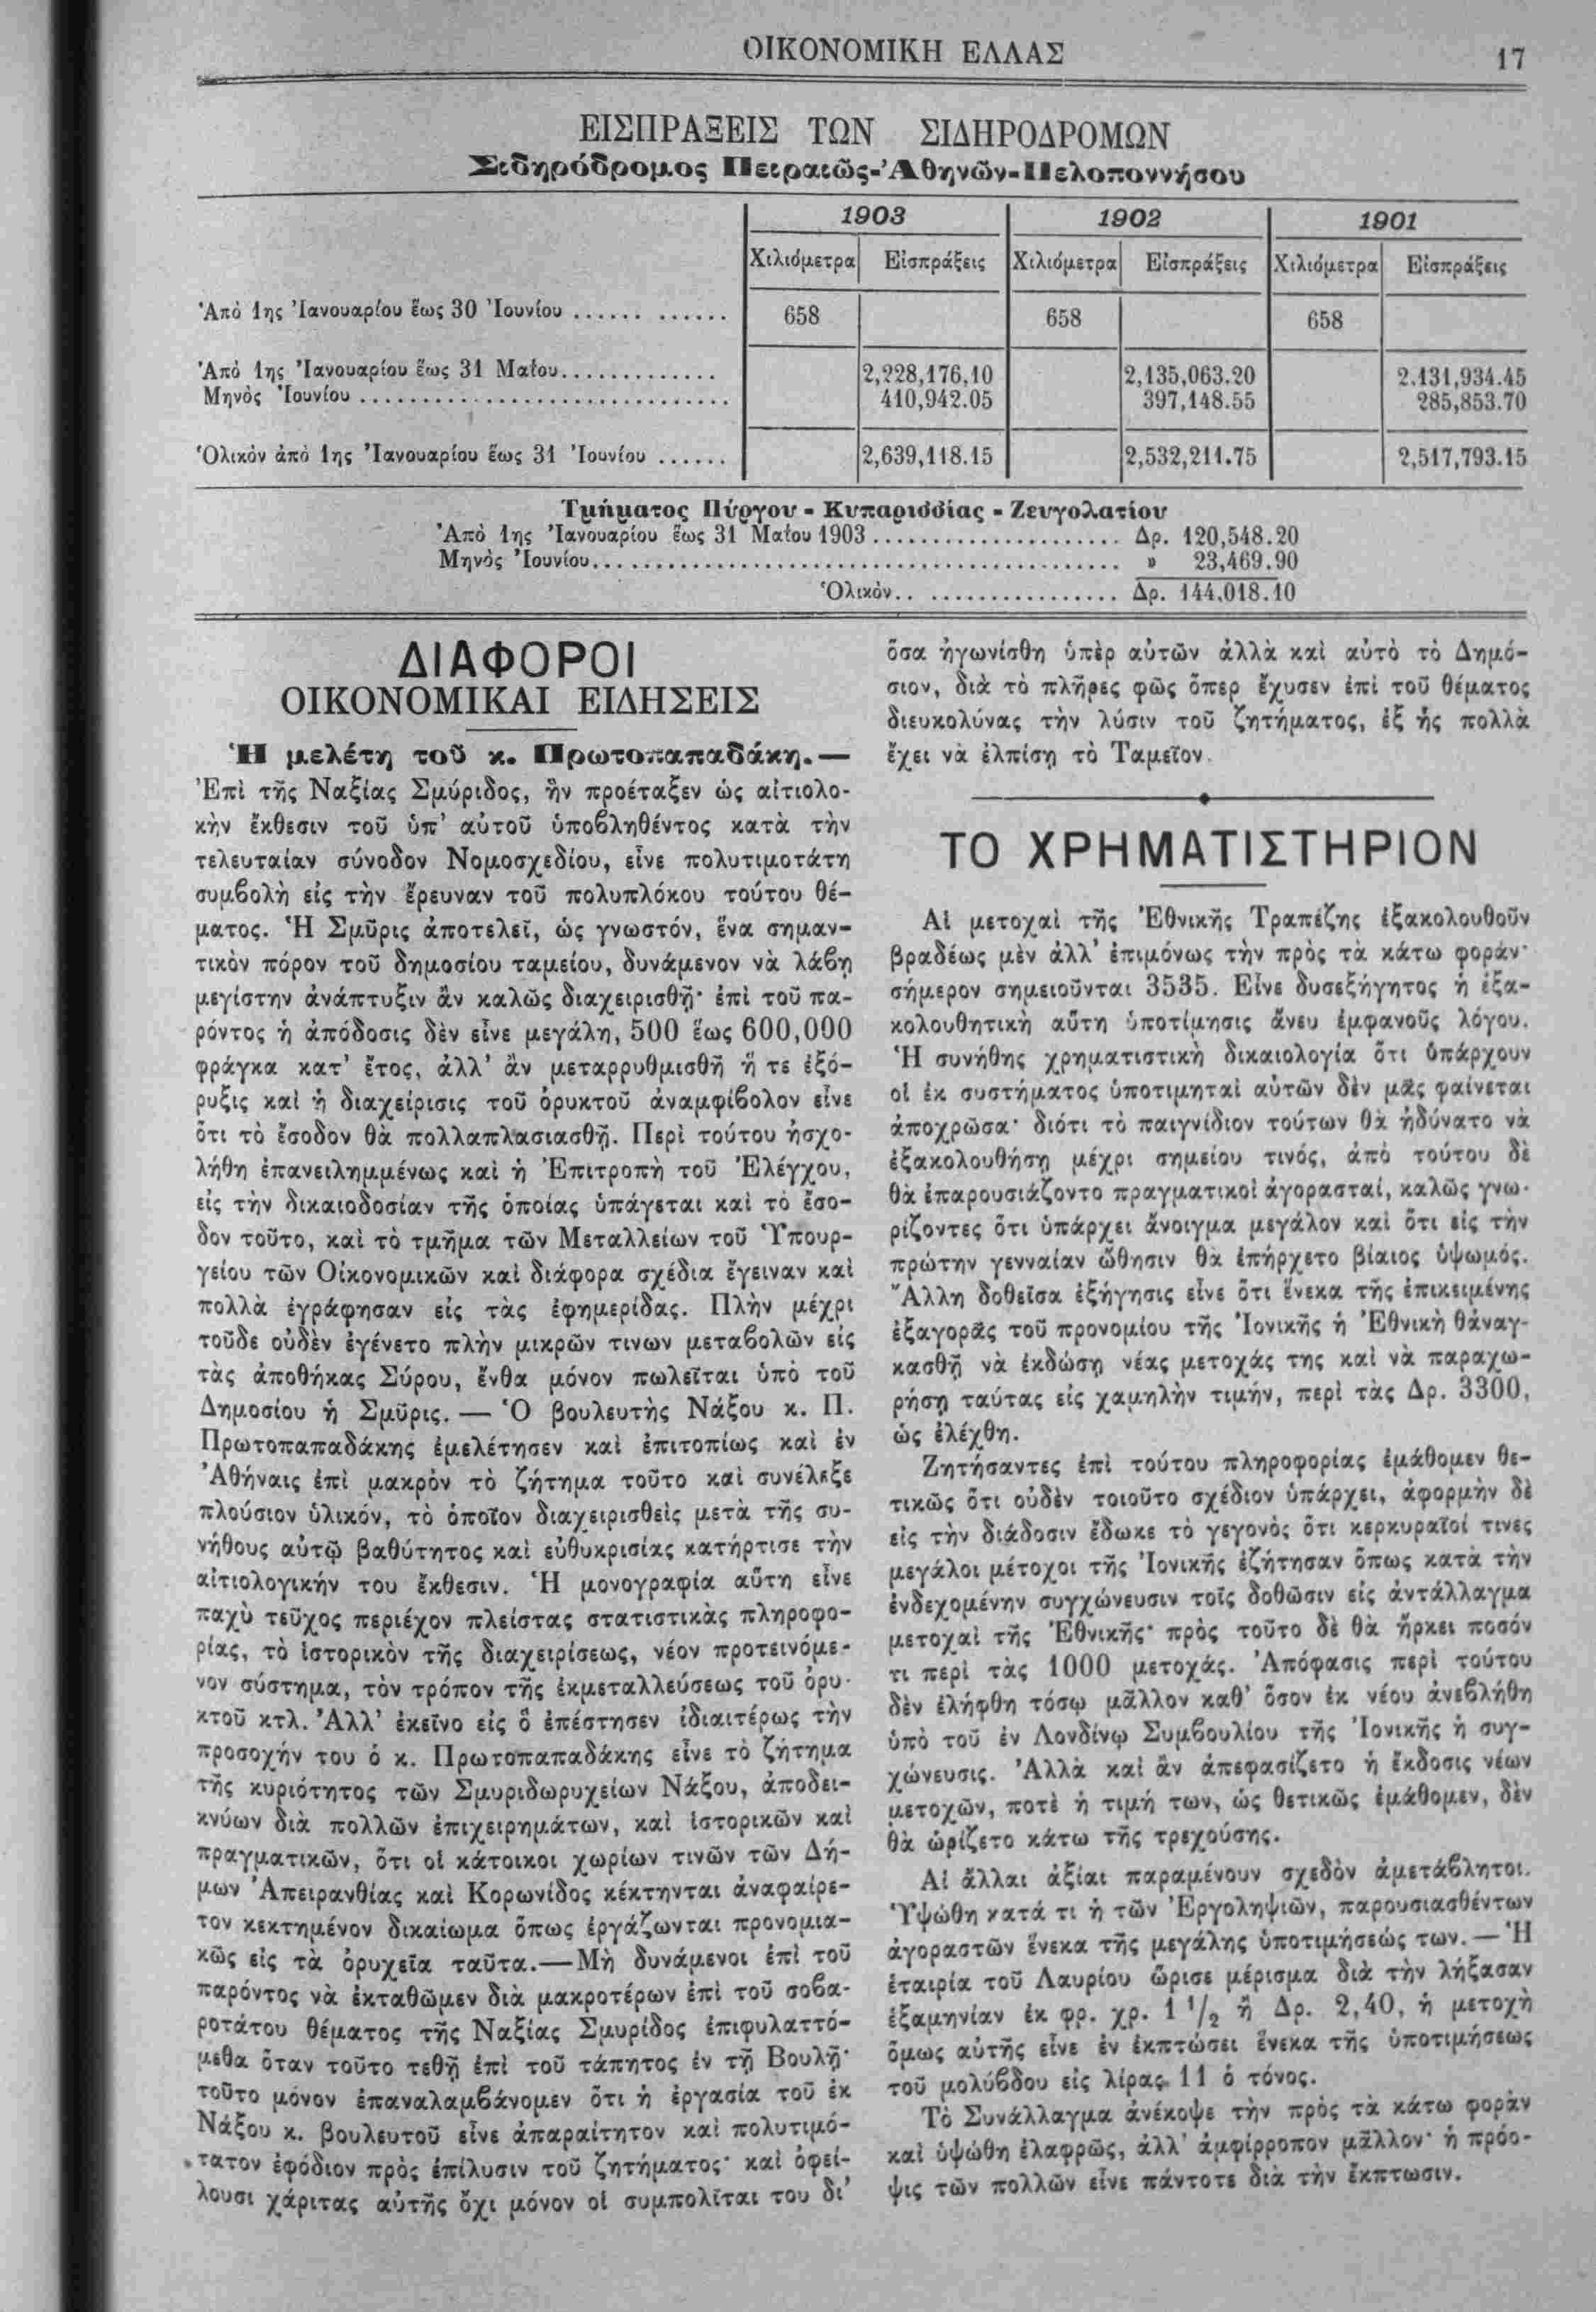 ΟΙΚΟΝΟΜΙΚΗ ΕΛΛΑΣ 17
ΕΙΣΠΡΑΞΕΙΣ ΤΩΝ ΣΙΔΗΡΟΔΡΟΜΩΝ
Σιδηρόδρομος Πειραιῶς-Ἀθηνῶν-Πελοποννήσου
1903 1902 1901
Χιλιόμετρα Εἰσπράξεις Χιλιόμετρα Εἰσπράξεις Χιλιόμετρα Εἰσπράξεις
Ἀπὸ 1ης Ἰανουαρίου ἕως 30 Ἰουνίου ............ 658 658 658
Ἀπὸ 1ης Ἰανουαρίου ἕως 31 Μαΐου............. 2,228,176,10 2,135,063.20 2.131,934.45
Μηνὸς Ἰουνίου .............................. 410,942.05 397,148.55 285,853.70
Ὁλικὸν ἀπὸ 1ης Ἰανουαρίου ἕως 31 Ἰουνίου ...... 2,639,118.15 2,532,211.75 2,517,793.15
Τμήματος Πύργου - Κυπαρισσίας - Ζευγολατίου
Ἀπὸ 1ης Ἰανουαρίου ἕως 31 Μαΐου 1903.................... Δρ. 120,548.20
Μηνὸς Ἰουνίου.......................................... » 23,469.90
Ὁλικὸν.................. Δρ. 144,018.10
ΔΙΑΦΟΡΟΙ
ΟΙΚΟΝΟΜΙΚΑΙ ΕΙΔΗΣΕΙΣ
Ἡ μελέτη τοῦ κ. Πρωτοπαπαδάκη.—
Ἐπὶ τῆς Ναξίας Σμύριδος, ἣν προέταξεν ὡς αἰτιολο-
κὴν ἔκθεσιν τοῦ ὑπ' αὐτοῦ ὑποβληθέντος κατὰ τὴν
τελευταίαν σύνοδον Νομοσχεδίου, εἶνε πολυτιμοτάτη
συμβολὴ εἰς τὴν ἔρευναν τοῦ πολυπλόκου τούτου θέ-
ματος. Ἡ Σμῦρις ἀποτελεῖ, ὡς γνωστόν, ἕνα σημαν-
τικὸν πόρον τοῦ δημοσίου ταμείου, δυνάμενον νὰ λάβῃ
μεγίστην ἀνάπτυξιν ἂν καλῶς διαχειρισθῇ· ἐπὶ τοῦ πα-
ρόντος ἡ ἀπόδοσις δὲν εἶνε μεγάλη, 500 ἕως 600,000
φράγκα κατ' ἔτος, ἀλλ' ἂν μεταρρυθμισθῇ ἥ τε ἐξό-
ρυξις καὶ ἡ διαχείρισις τοῦ ὀρυκτοῦ ἀναμφίβολον εἶνε
ὅτι τὸ ἔσοδον θὰ πολλαπλασιασθῇ. Περὶ τούτου ἠσχο-
λήθη ἐπανειλημμένως καὶ ἡ Ἐπιτροπὴ τοῦ Ἐλέγχου,
εἰς τὴν δικαιοδοσίαν τῆς ὁποίας ὑπάγεται καὶ τὸ ἔσο-
δον τοῦτο, καὶ τὸ τμῆμα τῶν Μεταλλείων τοῦ Ὑπουρ-
γείου τῶν Οἰκονομικῶν καὶ διάφορα σχέδια ἔγειναν καὶ
πολλὰ ἐγράφησαν εἰς τὰς ἐφημερίδας. Πλὴν μέχρι
τοῦδε οὐδὲν ἐγένετο πλὴν μικρῶν τινων μεταβολῶν εἰς
τὰς ἀποθήκας Σύρου, ἔνθα μόνον πωλεῖται ὑπὸ τοῦ
Δημοσίου ἡ Σμῦρις. — Ὁ βουλευτὴς Νάξου κ. Π.
Πρωτοπαπαδάκης ἐμελέτησεν καὶ ἐπιτοπίως καὶ ἐν
Ἀθήναις ἐπὶ μακρὸν τὸ ζήτημα τοῦτο καὶ συνέλεξε
πλούσιον ὑλικόν, τὸ ὁποῖον διαχειρισθεὶς μετὰ τῆς συ-
νήθους αὐτῷ βαθύτητος καὶ εὐθυκρισίας κατήρτισε τὴν
αἰτιολογικήν του ἔκθεσιν. Ἡ μονογραφία αὕτη εἶνε
παχὺ τεῦχος περιέχον πλείστας στατιστικὰς πληροφο-
ρίας, τὸ ἱστορικὸν τῆς διαχειρίσεως, νέον προτεινόμε-
νον σύστημα, τὸν τρόπον τῆς ἐκμεταλλεύσεως τοῦ ὀρυ-
κτοῦ κτλ. Ἀλλ' ἐκεῖνο εἰς ὃ ἐπέστησεν ἰδιαιτέρως τὴν
προσοχήν του ὁ κ. Πρωτοπαπαδάκης εἶνε τὸ ζήτημα
τῆς κυριότητος τῶν Σμυριδωρυχείων Νάξου, ἀποδει-
κνύων διὰ πολλῶν ἐπιχειρημάτων, καὶ ἱστορικῶν καὶ
πραγματικῶν, ὅτι οἱ κάτοικοι χωρίων τινῶν τῶν Δή-
μων Ἀπειρανθίας καὶ Κορωνίδος κέκτηνται ἀναφαίρε-
τον κεκτημένον δικαίωμα ὅπως ἐργάζωνται προνομια-
κῶς εἰς τὰ ὀρυχεῖα ταῦτα.—Μὴ δυνάμενοι ἐπὶ τοῦ
παρόντος νὰ ἐκταθῶμεν διὰ μακροτέρων ἐπὶ τοῦ σοβα-
ροτάτου θέματος τῆς Ναξίας Σμυρίδος ἐπιφυλαττό-
μεθα ὅταν τοῦτο τεθῇ ἐπὶ τοῦ τάπητος ἐν τῇ Βουλῇ·
τοῦτο μόνον ἐπαναλαμβάνομεν ὅτι ἡ ἐργασία τοῦ ἐκ
Νάξου κ. βουλευτοῦ εἶνε ἀπαραίτητον καὶ πολυτιμό-
τατον ἐφόδιον πρὸς ἐπίλυσιν τοῦ ζητήματος· καὶ ὀφεί-
λουσι χάριτας αὐτῆς ὄχι μόνον οἱ συμπολῖται του δι'
ὅσα ἠγωνίσθη ὑπὲρ αὐτῶν ἀλλὰ καὶ αὐτὸ τὸ Δημό-
σιον, διὰ τὸ πλῆρες φῶς ὅπερ ἔχυσεν ἐπὶ τοῦ θέματος
διευκολύνας τὴν λύσιν τοῦ ζητήματος, ἐξ ἧς πολλὰ
ἔχει νὰ ἐλπίσῃ τὸ Ταμεῖον.
ΤΟ ΧΡΗΜΑΤΙΣΤΗΡΙΟΝ
Αἱ μετοχαὶ τῆς Ἐθνικῆς Τραπέζης ἐξακολουθοῦν
βραδέως μὲν ἀλλ' ἐπιμόνως τὴν πρὸς τὰ κάτω φοράν·
σήμερον σημειοῦνται 3535. Εἶνε δυσεξήγητος ἡ ἐξα-
κολουθητικὴ αὕτη ὑποτίμησις ἄνευ ἐμφανοῦς λόγου.
Ἡ συνήθης χρηματιστικὴ δικαιολογία ὅτι ὑπάρχουν
οἱ ἐκ συστήματος ὑποτιμηταὶ αὐτῶν δὲν μᾶς φαίνεται
ἀποχρῶσα· διότι τὸ παιγνίδιον τούτων θὰ ἠδύνατο νὰ
ἐξακολουθήσῃ μέχρι σημείου τινός, ἀπὸ τούτου δὲ
θὰ ἐπαρουσιάζοντο πραγματικοὶ ἀγορασταί, καλῶς γνω-
ρίζοντες ὅτι ὑπάρχει ἄνοιγμα μεγάλον καὶ ὅτι εἰς τὴν
πρώτην γενναίαν ὤθησιν θὰ ἐπήρχετο βίαιος ὑψωμός.
Ἄλλη δοθεῖσα ἐξήγησις εἶνε ὅτι ἕνεκα τῆς ἐπικειμένης
ἐξαγορᾶς τοῦ προνομίου τῆς Ἰονικῆς ἡ Ἐθνικὴ θἀναγ-
κασθῇ νὰ ἐκδώσῃ νέας μετοχάς της καὶ νὰ παραχω-
ρήσῃ ταύτας εἰς χαμηλὴν τιμήν, περὶ τὰς Δρ. 3300,
ὡς ἐλέχθη.
Ζητήσαντες ἐπὶ τούτου πληροφορίας ἐμάθομεν θε-
τικῶς ὅτι οὐδὲν τοιοῦτο σχέδιον ὑπάρχει, ἀφορμὴν δὲ
εἰς τὴν διάδοσιν ἔδωκε τὸ γεγονὸς ὅτι κερκυραῖοί τινες
μεγάλοι μέτοχοι τῆς Ἰονικῆς ἐζήτησαν ὅπως κατὰ τὴν
ἐνδεχομένην συγχώνευσιν τοῖς δοθῶσιν εἰς ἀντάλλαγμα
μετοχαὶ τῆς Ἐθνικῆς· πρὸς τοῦτο δὲ θὰ ἤρκει ποσόν
τι περὶ τὰς 1000 μετοχάς. Ἀπόφασις περὶ τούτου
δὲν ἐλήφθη τόσῳ μᾶλλον καθ' ὅσον ἐκ νέου ἀνεβλήθη
ὑπὸ τοῦ ἐν Λονδίνῳ Συμβουλίου τῆς Ἰονικῆς ἡ συγ-
χώνευσις. Ἀλλὰ καὶ ἂν ἀπεφασίζετο ἡ ἔκδοσις νέων
μετοχῶν, ποτὲ ἡ τιμή των, ὡς θετικῶς ἐμάθομεν, δὲν
θὰ ὡρίζετο κάτω τῆς τρεχούσης.
Αἱ ἄλλαι ἀξίαι παραμένουν σχεδὸν ἀμετάβλητοι.
Ὑψώθη κατά τι ἡ τῶν Ἐργοληψιῶν, παρουσιασθέντων
ἀγοραστῶν ἕνεκα τῆς μεγάλης ὑποτιμήσεώς των.—Ἡ
ἑταιρία τοῦ Λαυρίου ὥρισε μέρισμα διὰ τὴν λήξασαν
ἑξαμηνίαν ἐκ φρ. χρ. 1 1/2 ἢ Δρ. 2,40, ἡ μετοχὴ
ὅμως αὐτῆς εἶνε ἐν ἐκπτώσει ἕνεκα τῆς ὑποτιμήσεως
τοῦ μολύβδου εἰς λίρας 11 ὁ τόνος.
Τὸ Συνάλλαγμα ἀνέκοψε τὴν πρὸς τὰ κάτω φορὰν
καὶ ὑψώθη ἐλαφρῶς, ἀλλ' ἀμφίρροπον μᾶλλον· ἡ πρόο-
ψις τῶν πολλῶν εἶνε πάντοτε διὰ τὴν ἔκπτωσιν.